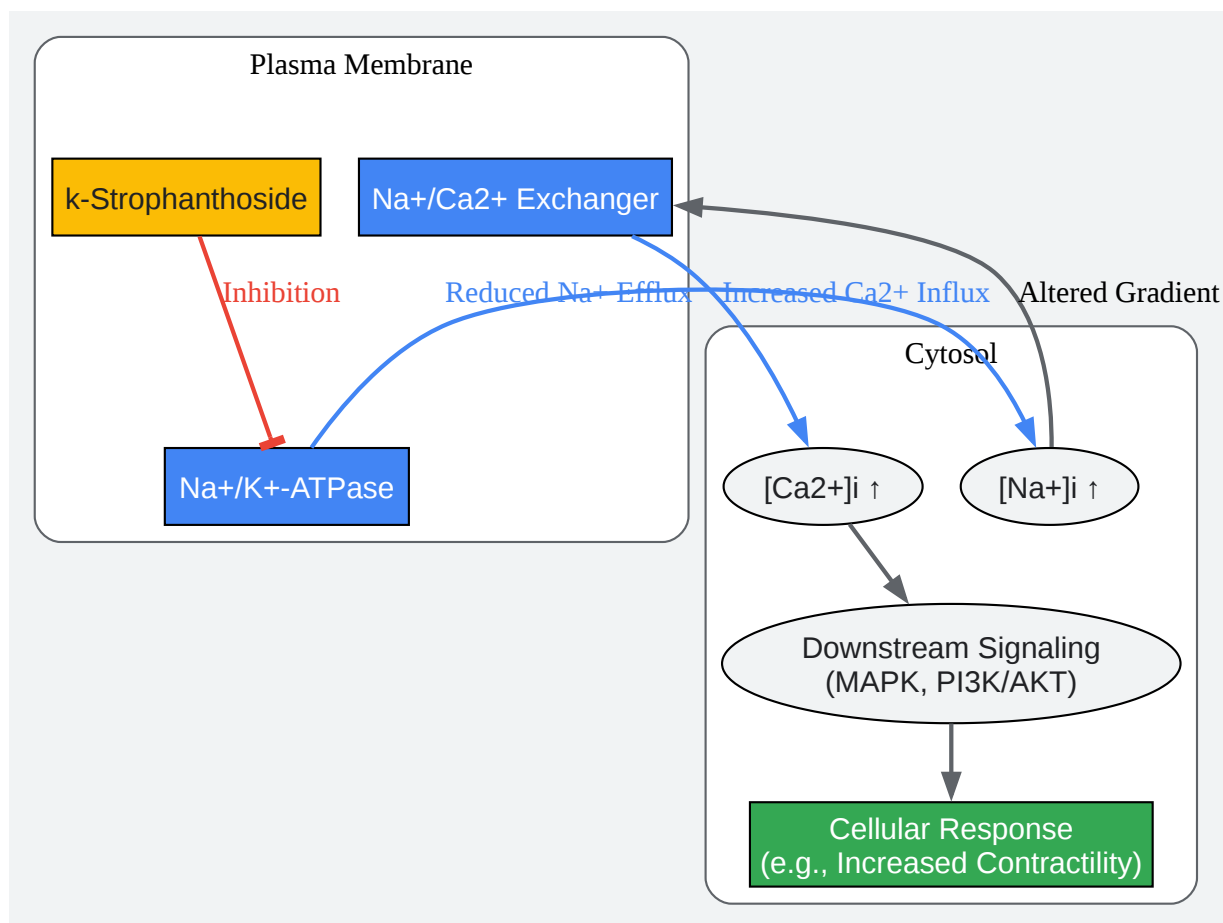 Plasma Membrane
k-Strophanthoside
Na+/Ca2+ Exchanger
Inhibition
Reduced Na+ Efflux
Increased Ca2+ Influx
Altered Gradient
Cytosol
Na+/K+-ATPase
[Ca2+]i ↑
[Na+]i ↑
Downstream Signaling
(MAPK, PI3K/AKT)
Cellular Response
(e.g., Increased Contractility)